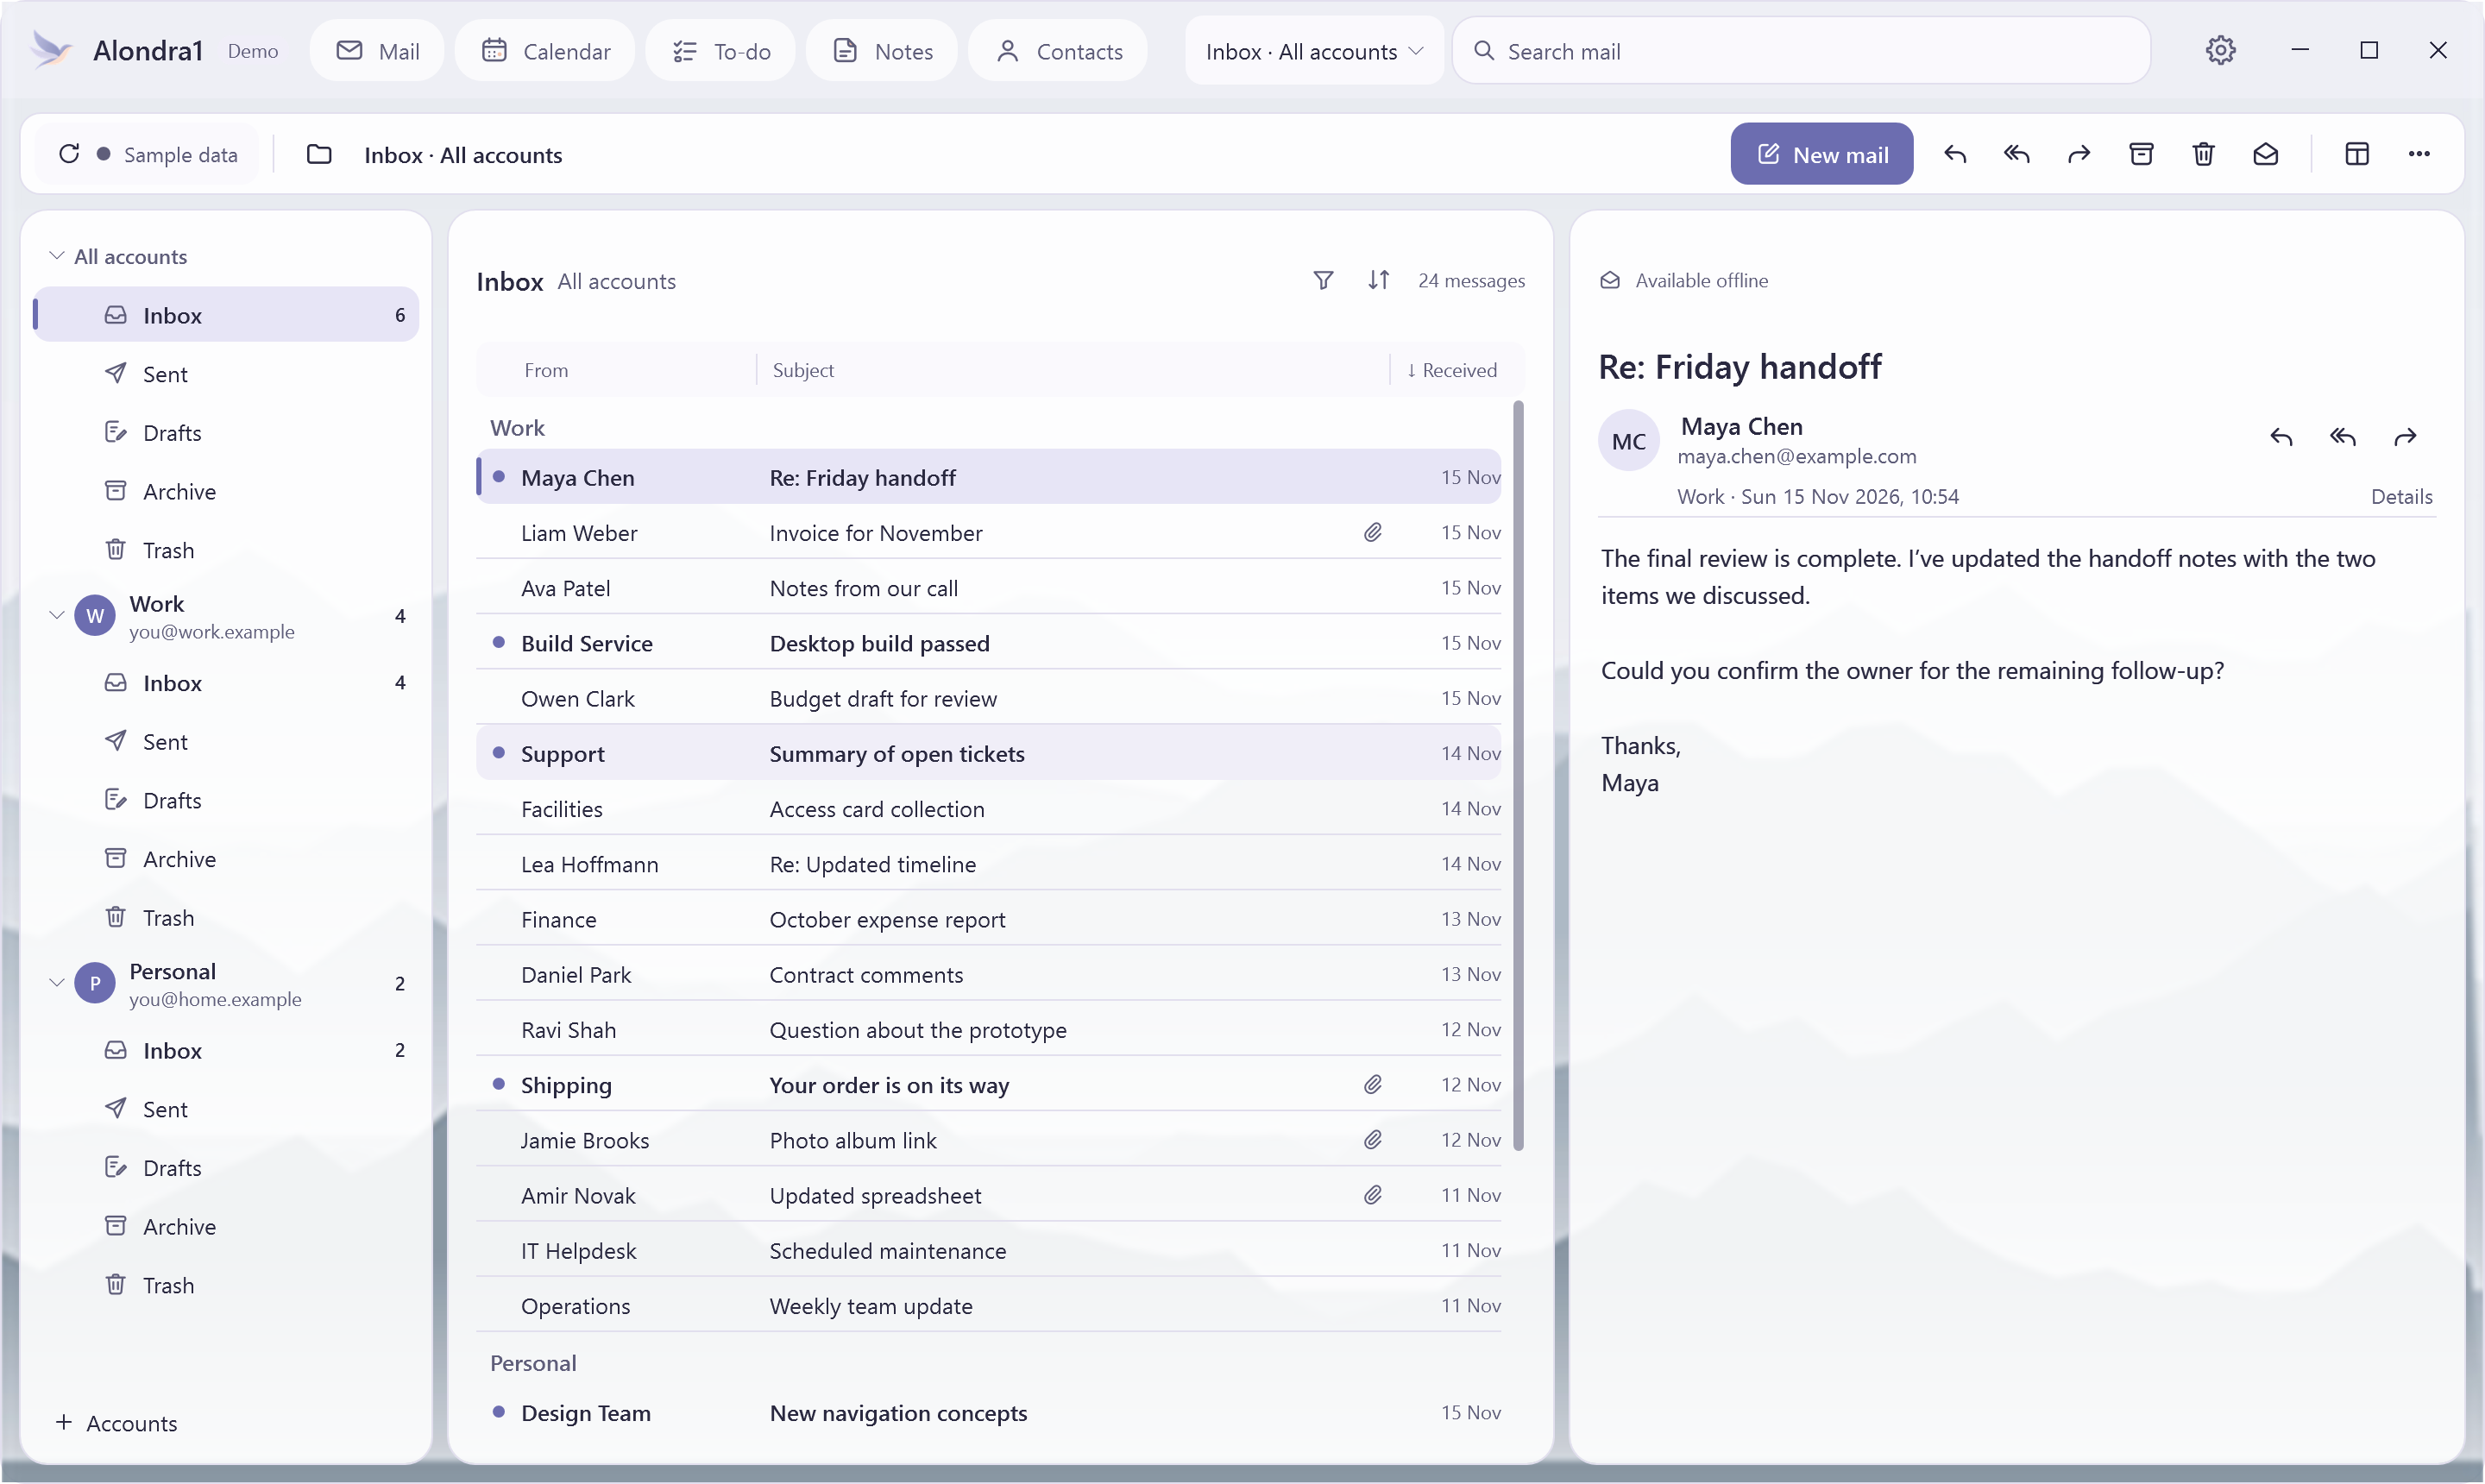 Alondra1 Demo Mail Calendar To-do Notes Contacts Inbox · All accounts Search mail
Sample data Inbox · All accounts New mail
All accounts
Inbox 6
Sent
Drafts
Archive
Trash
Work 4
you@work.example
Inbox 4
Sent
Drafts
Archive
Trash
Personal 2
you@home.example
Inbox 2
Sent
Drafts
Archive
Trash
Accounts
Inbox All accounts 24 messages
From Subject ↓ Received
Work
Maya Chen Re: Friday handoff 15 Nov
Liam Weber Invoice for November 15 Nov
Ava Patel Notes from our call 15 Nov
Build Service Desktop build passed 15 Nov
Owen Clark Budget draft for review 15 Nov
Support Summary of open tickets 14 Nov
Facilities Access card collection 14 Nov
Lea Hoffmann Re: Updated timeline 14 Nov
Finance October expense report 13 Nov
Daniel Park Contract comments 13 Nov
Ravi Shah Question about the prototype 12 Nov
Shipping Your order is on its way 12 Nov
Jamie Brooks Photo album link 12 Nov
Amir Novak Updated spreadsheet 11 Nov
IT Helpdesk Scheduled maintenance 11 Nov
Operations Weekly team update 11 Nov
Personal
Design Team New navigation concepts 15 Nov
Available offline
Re: Friday handoff
MC Maya Chen
maya.chen@example.com
Work · Sun 15 Nov 2026, 10:54 Details
The final review is complete. I’ve updated the handoff notes with the two
items we discussed.
Could you confirm the owner for the remaining follow-up?
Thanks,
Maya